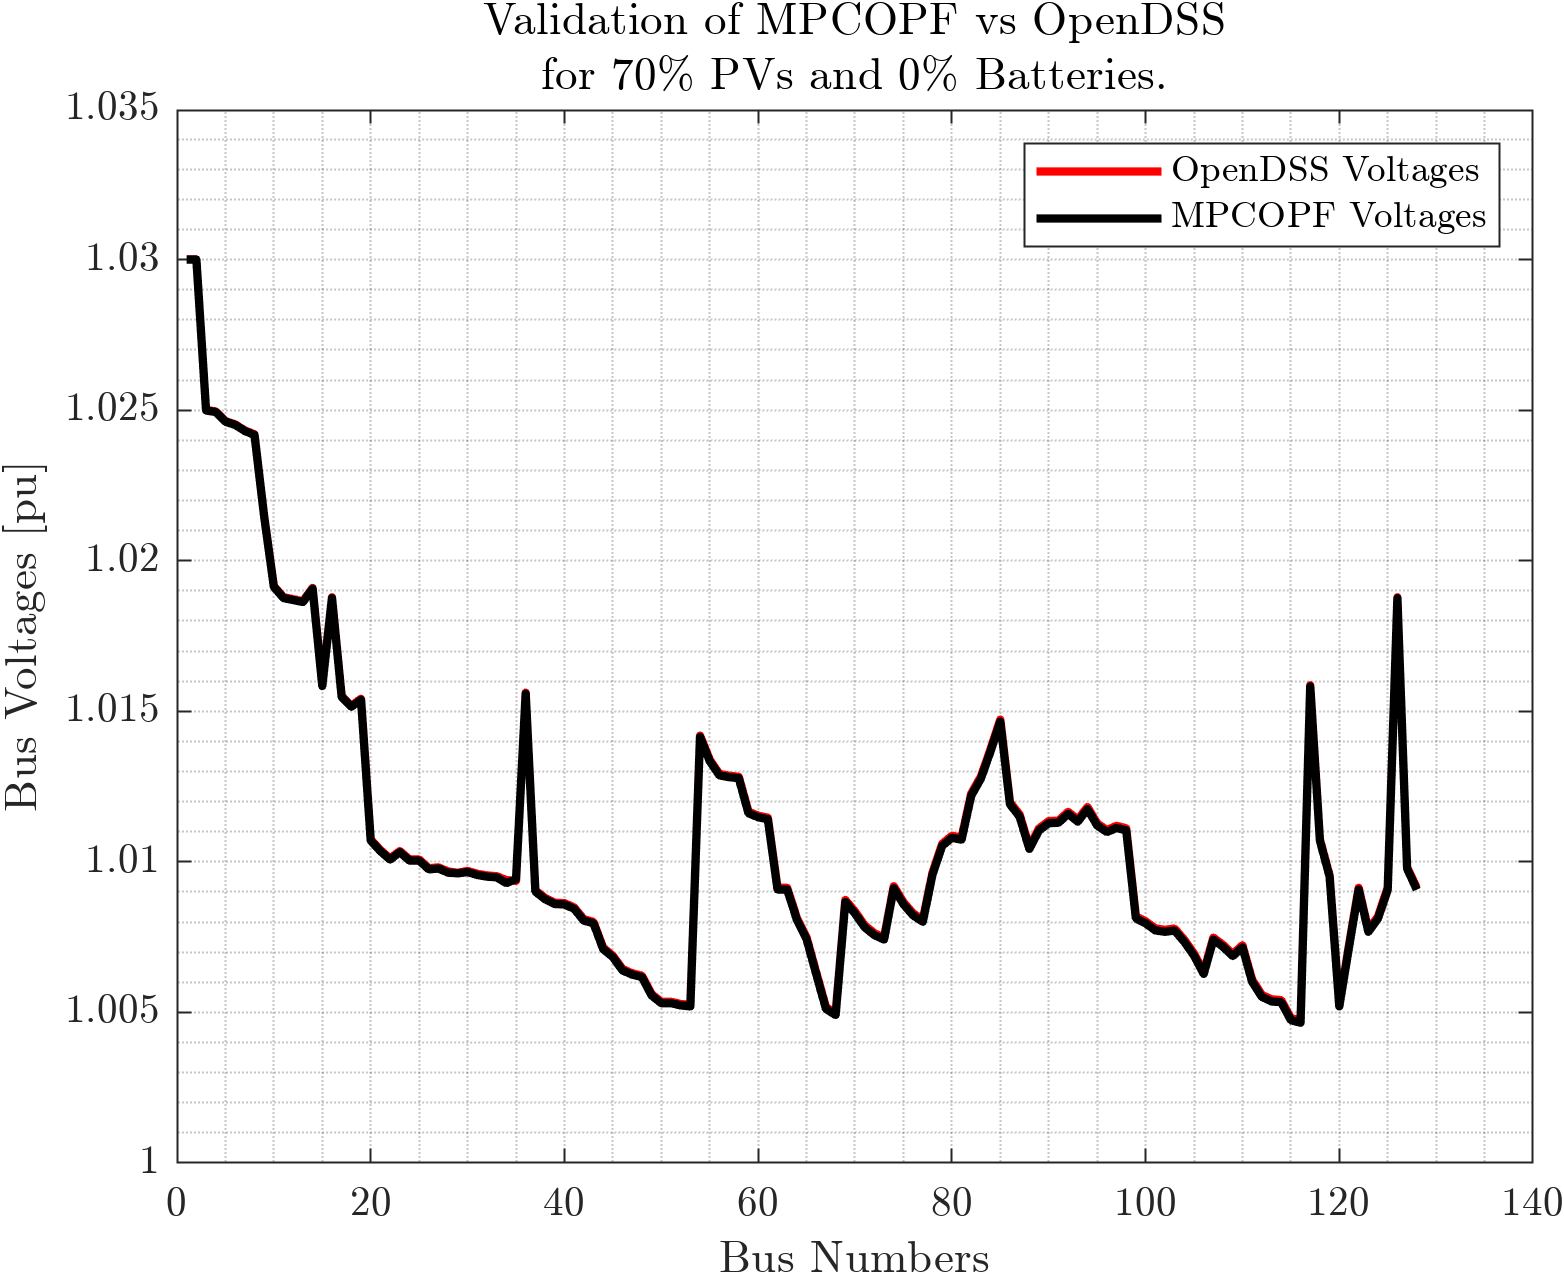 Validation of MPCOPF vs OpenDSS
for 70% PVs and 0% Batteries.
1.035
1.03
1.025
1.02
1.015
1.01
1.005
1
Bus Voltages [pu]
OpenDSS Voltages
MPCOPF Voltages
0 20 40 60 80 100 120 140
Bus Numbers